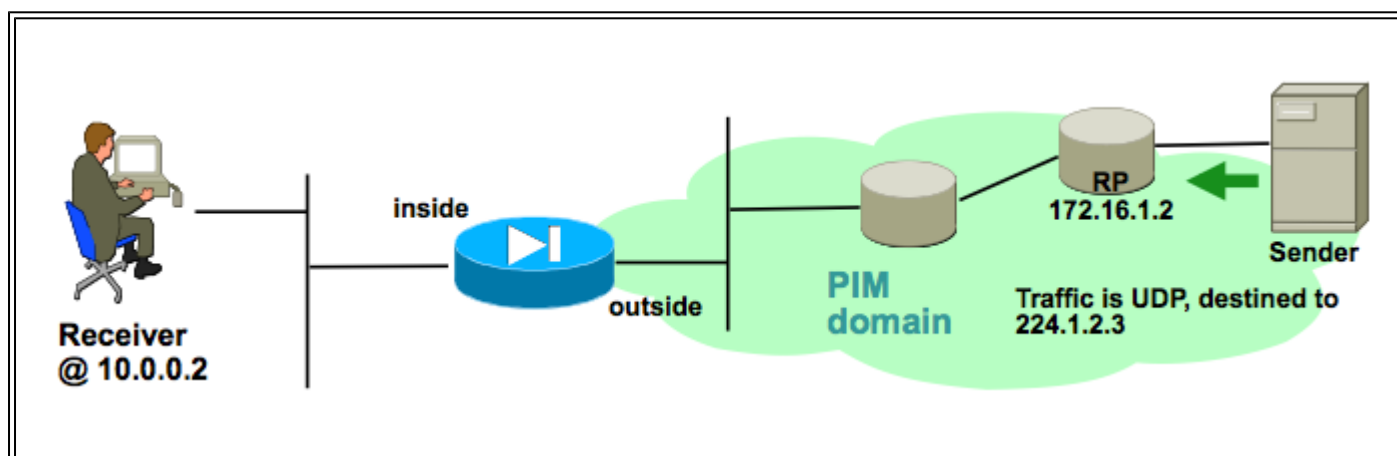 Receiver
@ 10.0.0.2
inside
outside
PIM
domain
RP
172.16.1.2
Sender
Traffic is UDP, destined to
224.1.2.3